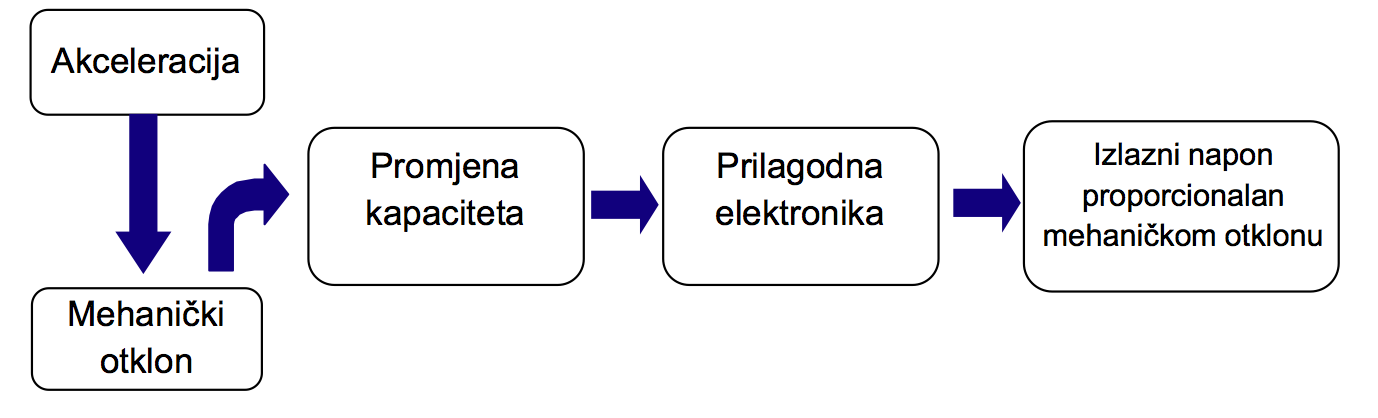 Akceleracija
Mehanički
otklon
Promjena
kapaciteta
Prilagodna
elektronika
Izlazni napon
proporcionalan
mehaničkom otklonu